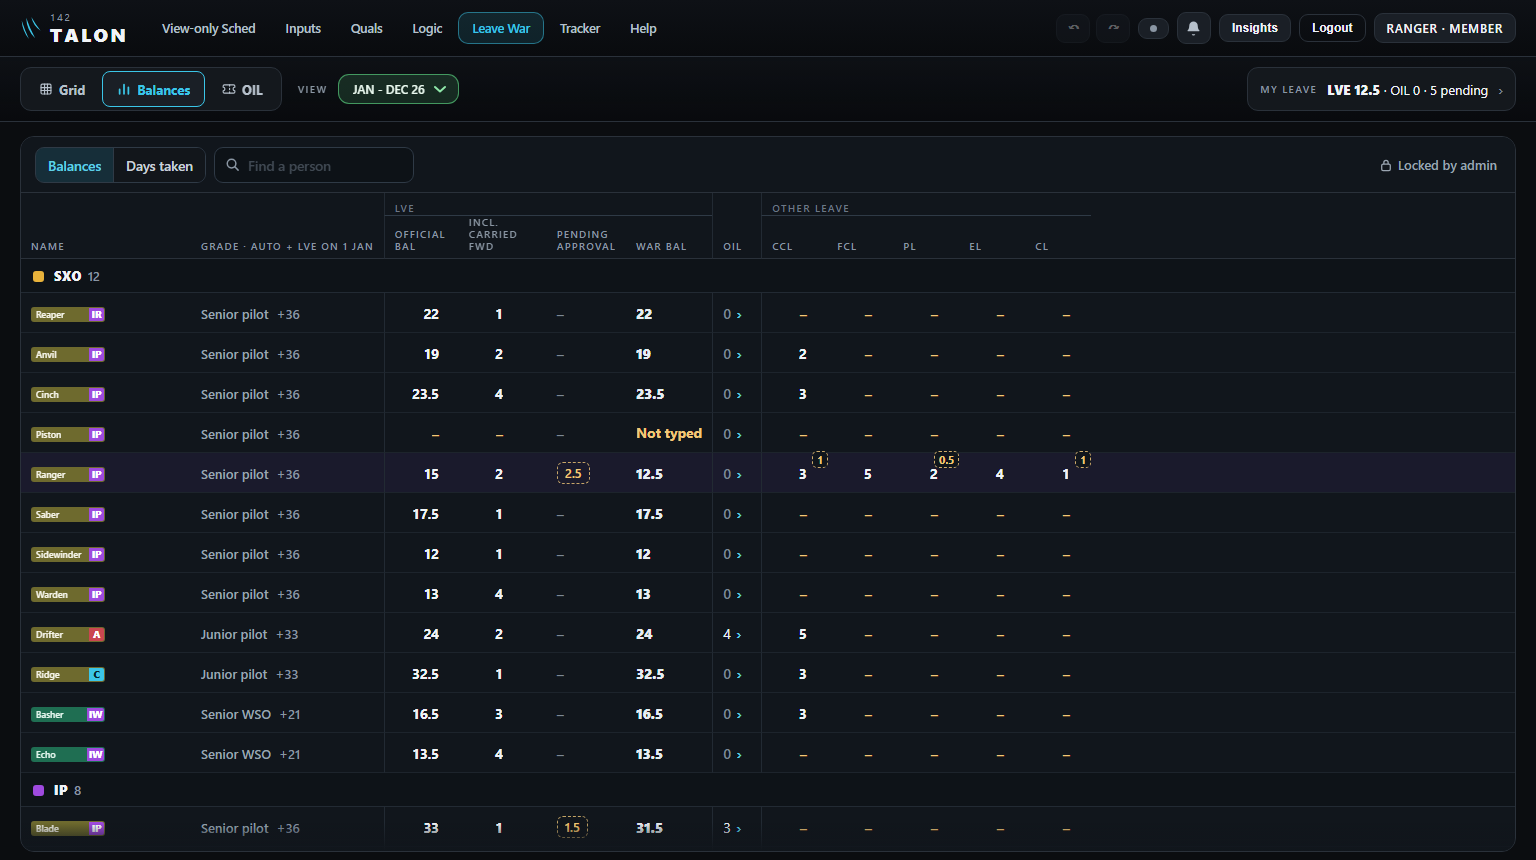 142
TALON
View-only Sched Inputs Quals Logic Leave War Tracker Help
Insights Logout RANGER · MEMBER
Grid Balances OIL VIEW JAN - DEC 26
MY LEAVE LVE 12.5 · OIL 0 · 5 pending ›
Balances Days taken Find a person
Locked by admin
LVE OTHER LEAVE
NAME GRADE · AUTO + LVE ON 1 JAN OFFICIAL BAL INCL. CARRIED FWD PENDING APPROVAL WAR BAL OIL CCL FCL PL EL CL
SXO 12
Reaper IR Senior pilot +36 22 1 – 22 0 › – – – – –
Anvil IP Senior pilot +36 19 2 – 19 0 › 2 – – – –
Cinch IP Senior pilot +36 23.5 4 – 23.5 0 › 3 – – – –
Piston IP Senior pilot +36 – – – Not typed 0 › – – – – –
Ranger IP Senior pilot +36 15 2 2.5 12.5 0 › 3 1 5 2 0.5 4 1 1
Saber IP Senior pilot +36 17.5 1 – 17.5 0 › – – – – –
Sidewinder IP Senior pilot +36 12 1 – 12 0 › – – – – –
Warden IP Senior pilot +36 13 4 – 13 0 › – – – – –
Drifter A Junior pilot +33 24 2 – 24 4 › 5 – – – –
Ridge C Junior pilot +33 32.5 1 – 32.5 0 › 3 – – – –
Basher IW Senior WSO +21 16.5 3 – 16.5 0 › 3 – – – –
Echo IW Senior WSO +21 13.5 4 – 13.5 0 › – – – – –
IP 8
Blade IP Senior pilot +36 33 1 1.5 31.5 3 › – – – – –